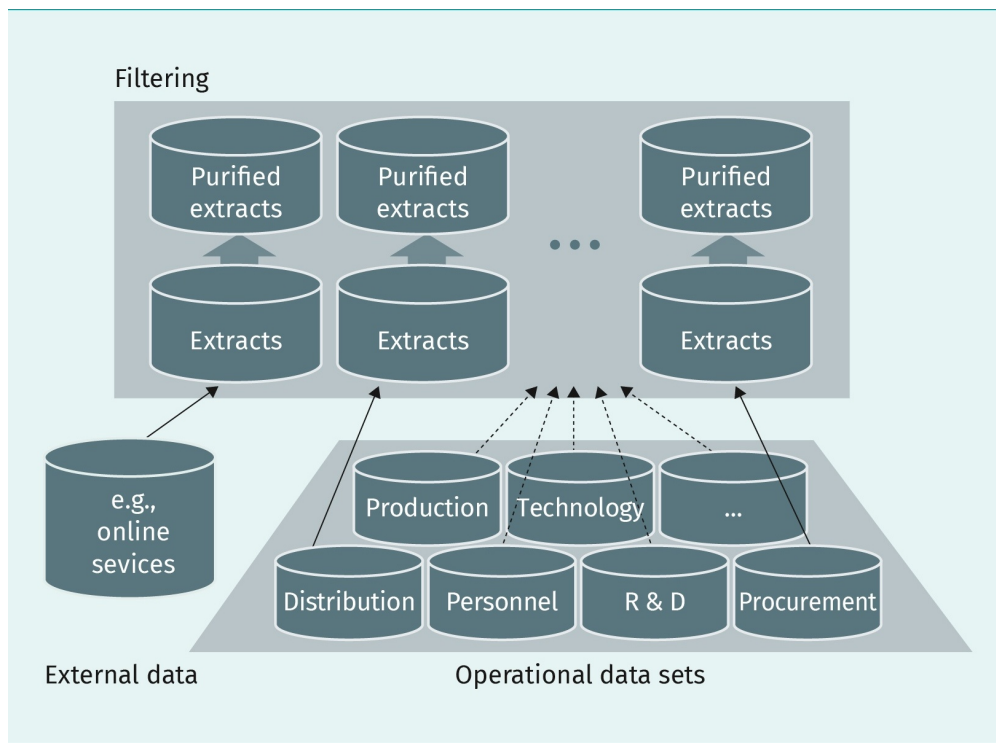 Filtering
Purified
extracts
Purified
extracts
Purified
extracts
Extracts
Extracts
Extracts
e.g.,
online
sevices
Production
Technology
...
Distribution
Personnel
R & D
Procurement
External data
Operational data sets